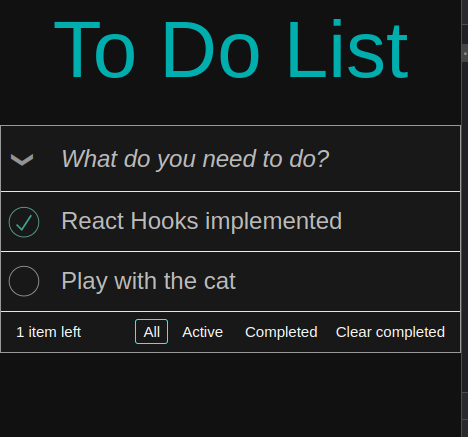 To Do List
What do you need to do?
React Hooks implemented
Play with the cat
1 item left All Active Completed Clear completed